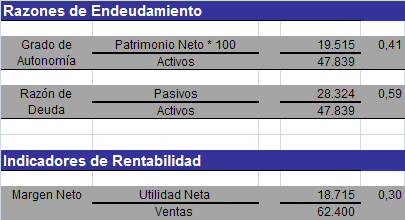 Razones de Endeudamiento
Grado de Autonomía Patrimonio Neto * 100 19.515 0,41
Activos 47.839
Razón de Deuda Pasivos 28.324 0,59
Activos 47.839
Indicadores de Rentabilidad
Margen Neto Utilidad Neta 18.715 0,30
Ventas 62.400